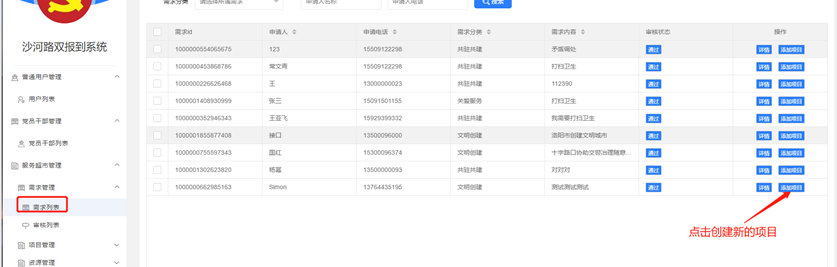 需求分类 请选择所属需求 申请人名称 申请人电话 搜索
沙河路双报到系统
普通用户管理
用户列表
党员干部管理
党员干部列表
服务超市管理
需求管理
需求列表
审核列表
项目管理
资源管理
需求id 申请人 申请电话 需求分类 需求内容 审核状态 操作
1000000554065675 123 15509122298 共驻共建 矛盾调处 通过 详情 添加项目
1000000453868786 常文青 15509122298 共驻共建 打扫卫生 通过 详情 添加项目
1000000226626468 王 13000000023 共驻共建 112390 通过 详情 添加项目
1000001408930999 张三 15091501155 关爱服务 打扫卫生 通过 详情 添加项目
1000000352946343 王亚飞 15929399332 共驻共建 我需要打扫卫生 通过 详情 添加项目
1000001855877408 接口 13500096000 文明创建 洛阳市创建文明城市 通过 详情 添加项目
1000000755597343 国红 15300096374 文明创建 十字路口协助交警治理随意... 通过 详情 添加项目
1000001302623820 杨幂 13500000093 共驻共建 对对对 通过 详情 添加项目
1000000662985163 Simon 13764435195 文明创建 测试测试测试 通过 详情 添加项目
点击创建新的项目